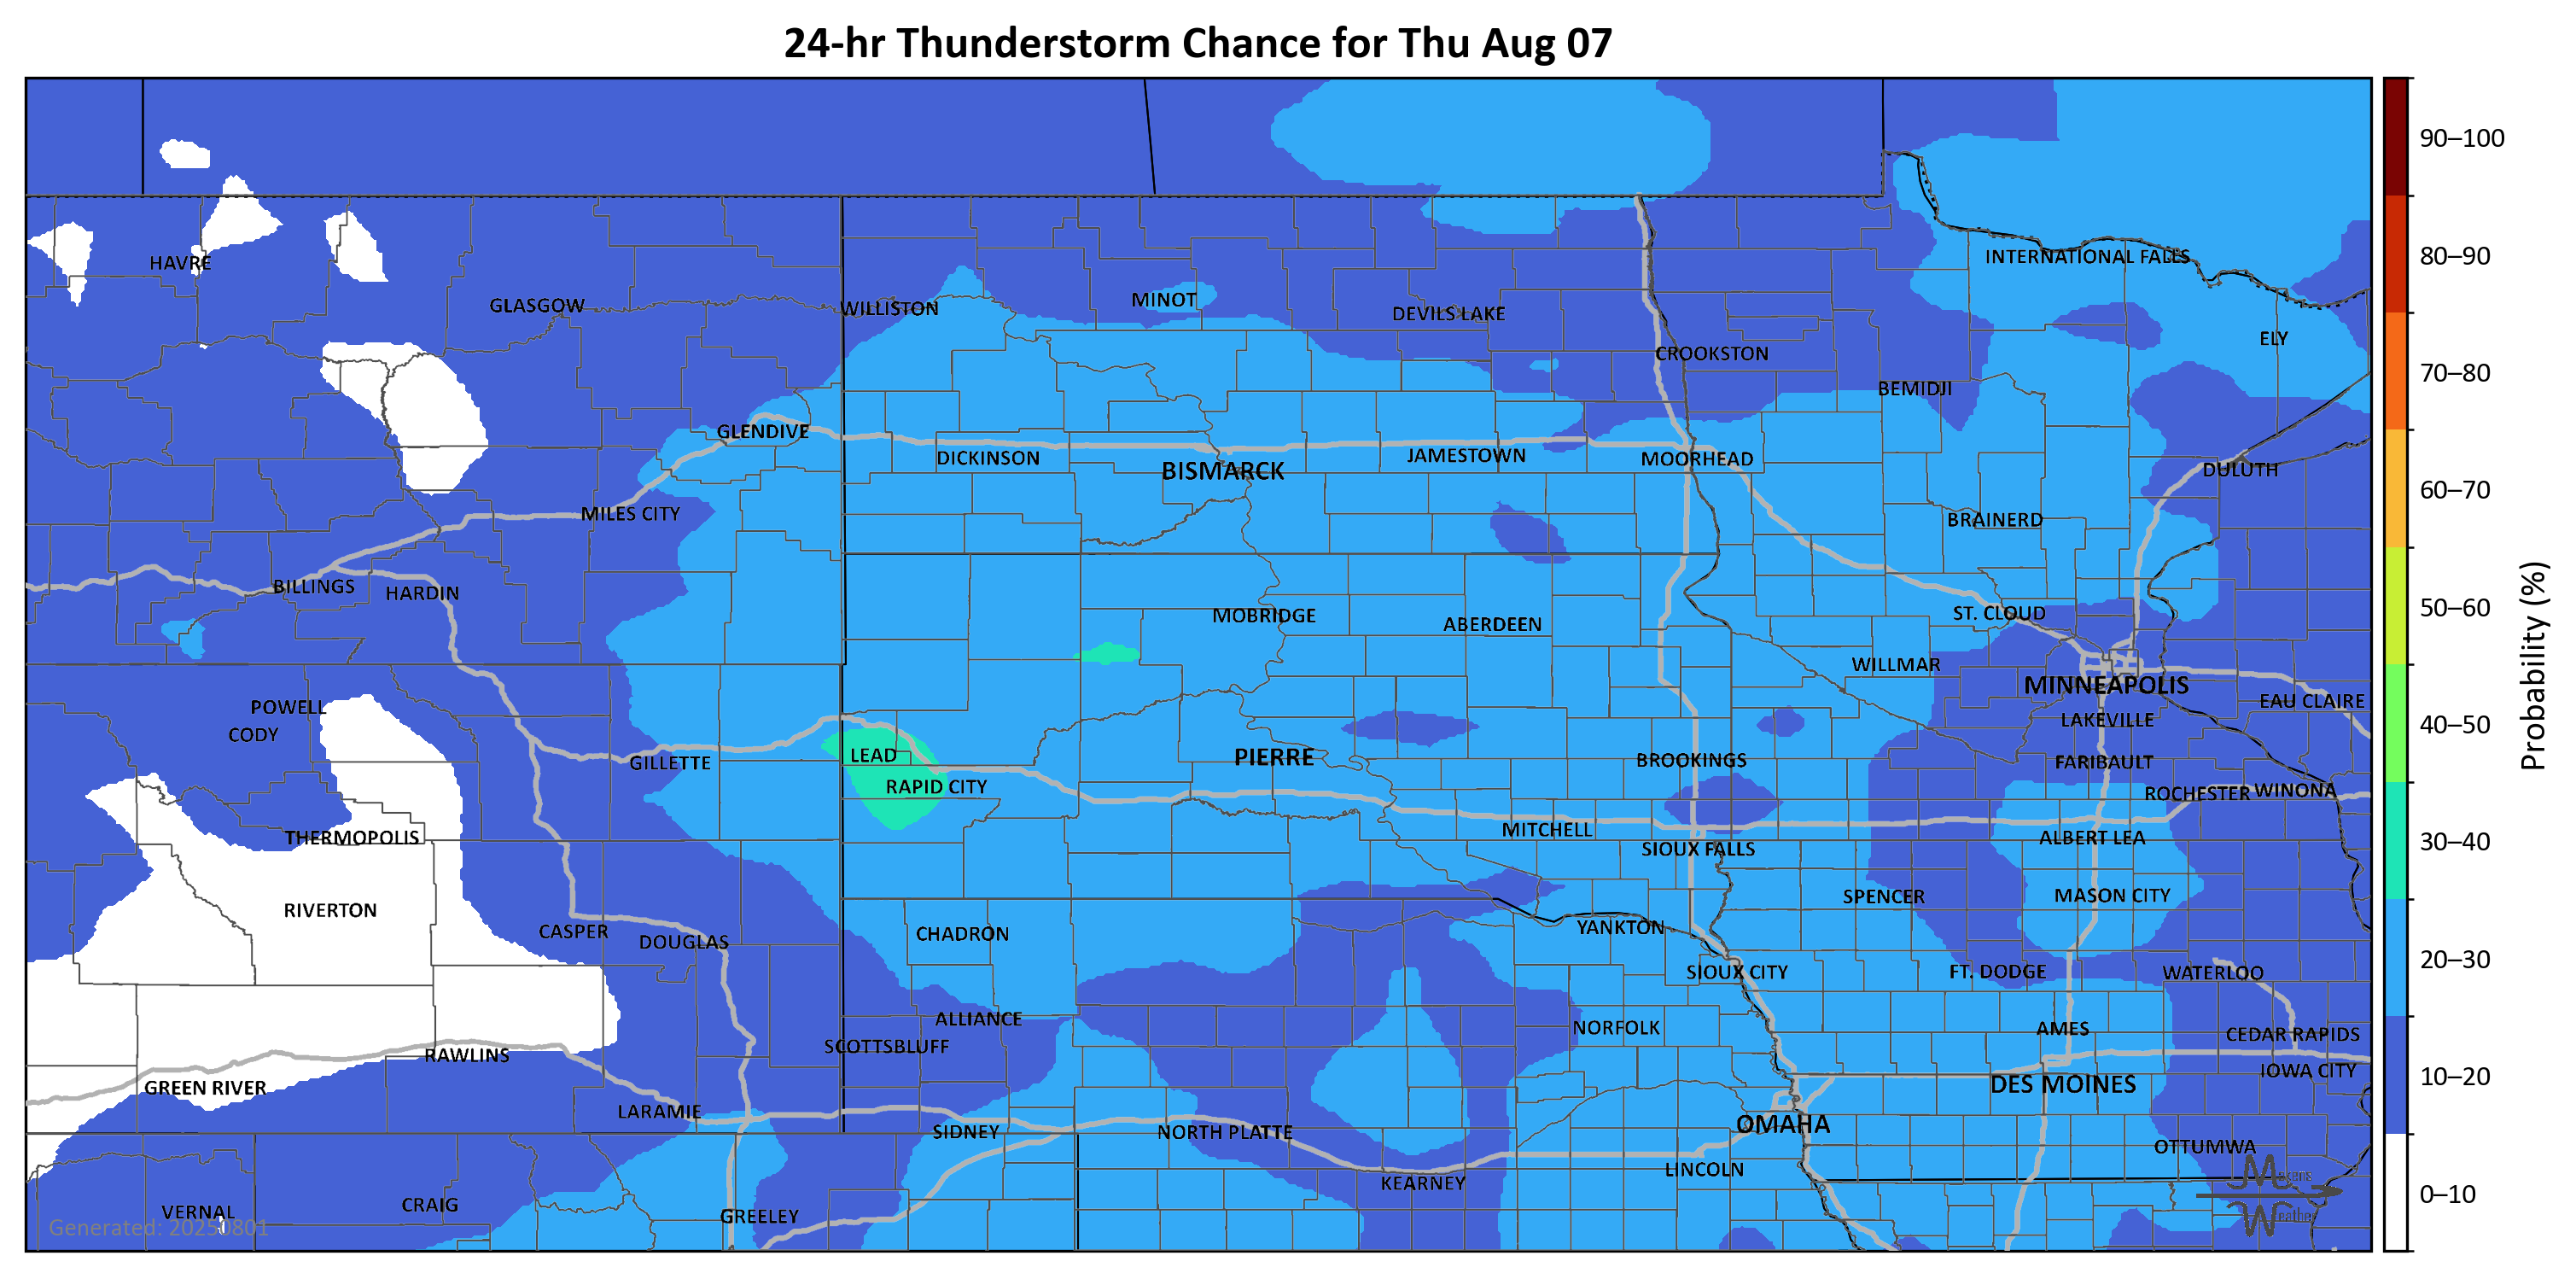 24-hr Thunderstorm Chance for Thu Aug 07
90–100
80–90
70–80
60–70
50–60
40–50
30–40
20–30
10–20
0–10
Probability (%)
HAVRE
INTERNATIONAL FALLS
GLASGOW
WILLISTON
MINOT
DEVILS LAKE
ELY
CROOKSTON
BEMIDJI
GLENDIVE
DICKINSON
BISMARCK
JAMESTOWN
MOORHEAD
DULUTH
MILES CITY
BRAINERD
BILLINGS
HARDIN
MOBRIDGE
ABERDEEN
ST. CLOUD
WILLMAR
MINNEAPOLIS
POWELL
EAU CLAIRE
CODY
LAKEVILLE
GILLETTE
LEAD
PIERRE
BROOKINGS
FARIBAULT
RAPID CITY
ROCHESTER
WINONA
THERMOPOLIS
MITCHELL
ALBERT LEA
SIOUX FALLS
RIVERTON
SPENCER
MASON CITY
CASPER
DOUGLAS
CHADRON
YANKTON
SIOUX CITY
FT. DODGE
WATERLOO
ALLIANCE
NORFOLK
AMES
CEDAR RAPIDS
RAWLINS
SCOTTSBLUFF
IOWA CITY
GREEN RIVER
DES MOINES
LARAMIE
SIDNEY
NORTH PLATTE
OMAHA
OTTUMWA
LINCOLN
KEARNEY
VERNAL
CRAIG
GREELEY
Generated: 20250801
Weather